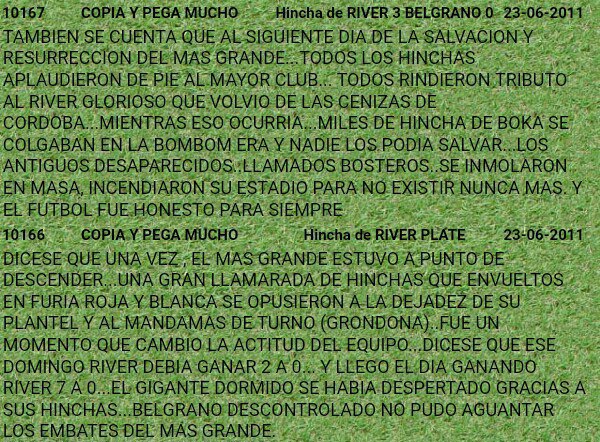 10167 COPIA Y PEGA MUCHO Hincha de RIVER 3 BELGRANO 0 23-06-2011
TAMBIEN SE CUENTA QUE AL SIGUIENTE DIA DE LA SALVACION Y
RESURRECCION DEL MAS GRANDE...TODOS LOS HINCHAS
APLAUDIERON DE PIE AL MAYOR CLUB... TODOS RINDIERON TRIBUTO
AL RIVER GLORIOSO QUE VOLVIO DE LAS CENIZAS DE
CORDOBA...MIENTRAS ESO OCURRIA...MILES DE HINCHA DE BOKA SE
COLGABAN EN LA BOMBOM ERA Y NADIE LOS PODIA SALVAR...LOS
ANTIGUOS DESAPARECIDOS..LLAMADOS BOSTEROS..SE INMOLARON
EN MASA, INCENDIARON SU ESTADIO PARA NO EXISTIR NUNCA MAS. Y
EL FUTBOL FUE HONESTO PARA SIEMPRE
10166 COPIA Y PEGA MUCHO Hincha de RIVER PLATE 23-06-2011
DICESE QUE UNA VEZ , EL MAS GRANDE ESTUVO A PUNTO DE
DESCENDER...UNA GRAN LLAMARADA DE HINCHAS QUE ENVUELTOS
EN FURIA ROJA Y BLANCA SE OPUSIERON A LA DEJADEZ DE SU
PLANTEL Y AL MANDAMAS DE TURNO (GRONDONA)..FUE UN
MOMENTO QUE CAMBIO LA ACTITUD DEL EQUIPO...DICESE QUE ESE
DOMINGO RIVER DEBIA GANAR 2 A 0... Y LLEGO EL DIA GANANDO
RIVER 7 A 0...EL GIGANTE DORMIDO SE HABIA DESPERTADO GRACIAS A
SUS HINCHAS...BELGRANO DESCONTROLADO NO PUDO AGUANTAR
LOS EMBATES DEL MAS GRANDE.